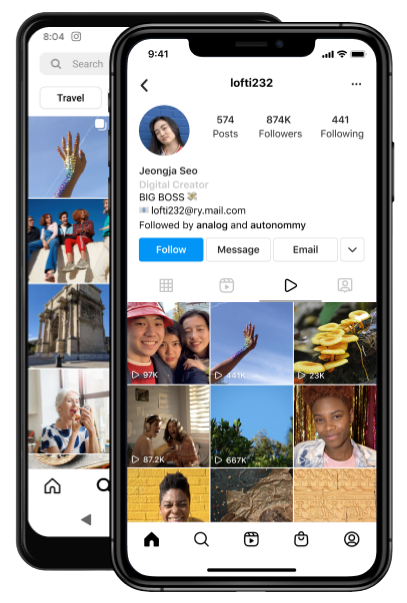 8:04
Search
Travel
9:41
lofti232
574
Posts
874K
Followers
441
Following
Jeongja Seo
Digital Creator
BIG BOSS 💸
📧 lofti232@ry.mail.com
Followed by analog and autonommy
Follow
Message
Email
97K
441K
23K
87.2K
667K